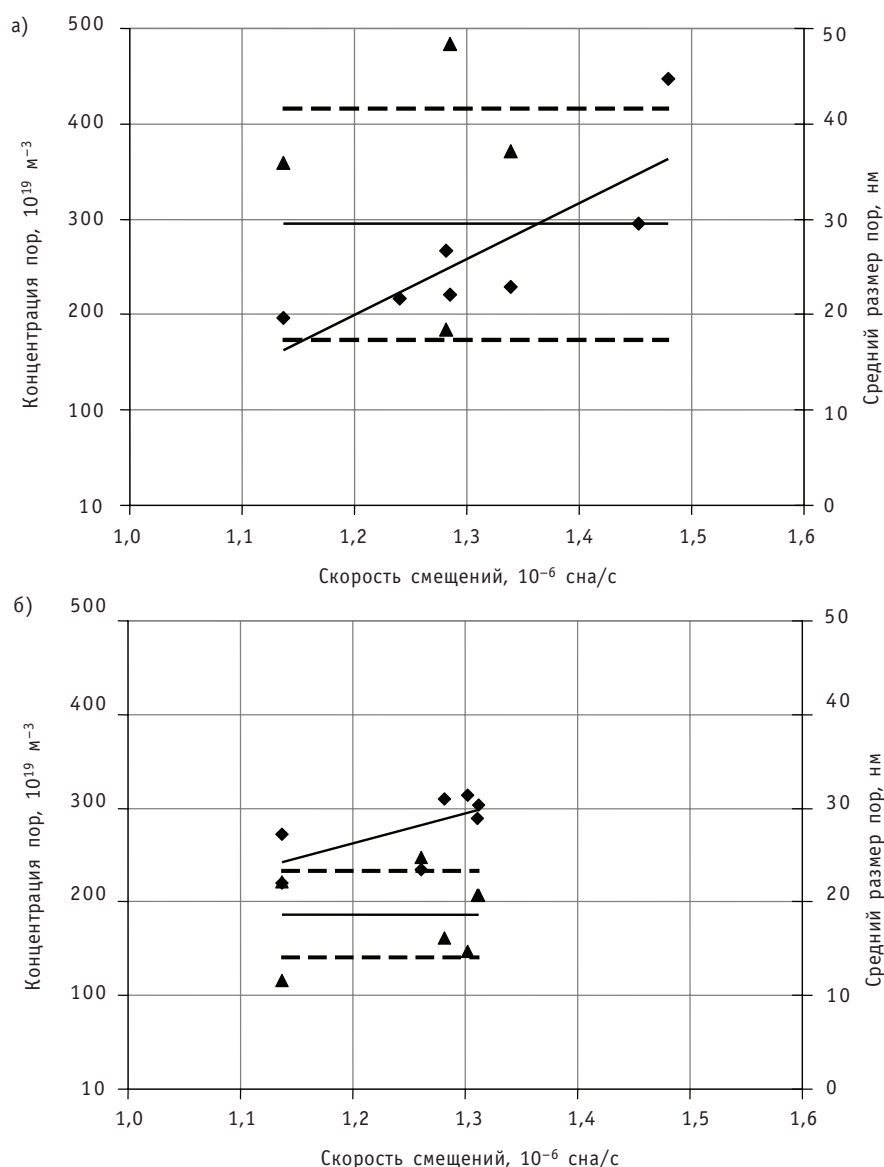 а)
500
400
300
200
100
10
Концентрация пор, 10¹⁹ м⁻³
50
40
30
20
10
0
Средний размер пор, нм
1,0 1,1 1,2 1,3 1,4 1,5 1,6
Скорость смещений, 10⁻⁶ сна/с
б)
500
400
300
200
100
10
Концентрация пор, 10¹⁹ м⁻³
50
40
30
20
10
0
Средний размер пор, нм
1,0 1,1 1,2 1,3 1,4 1,5 1,6
Скорость смещений, 10⁻⁶ сна/с